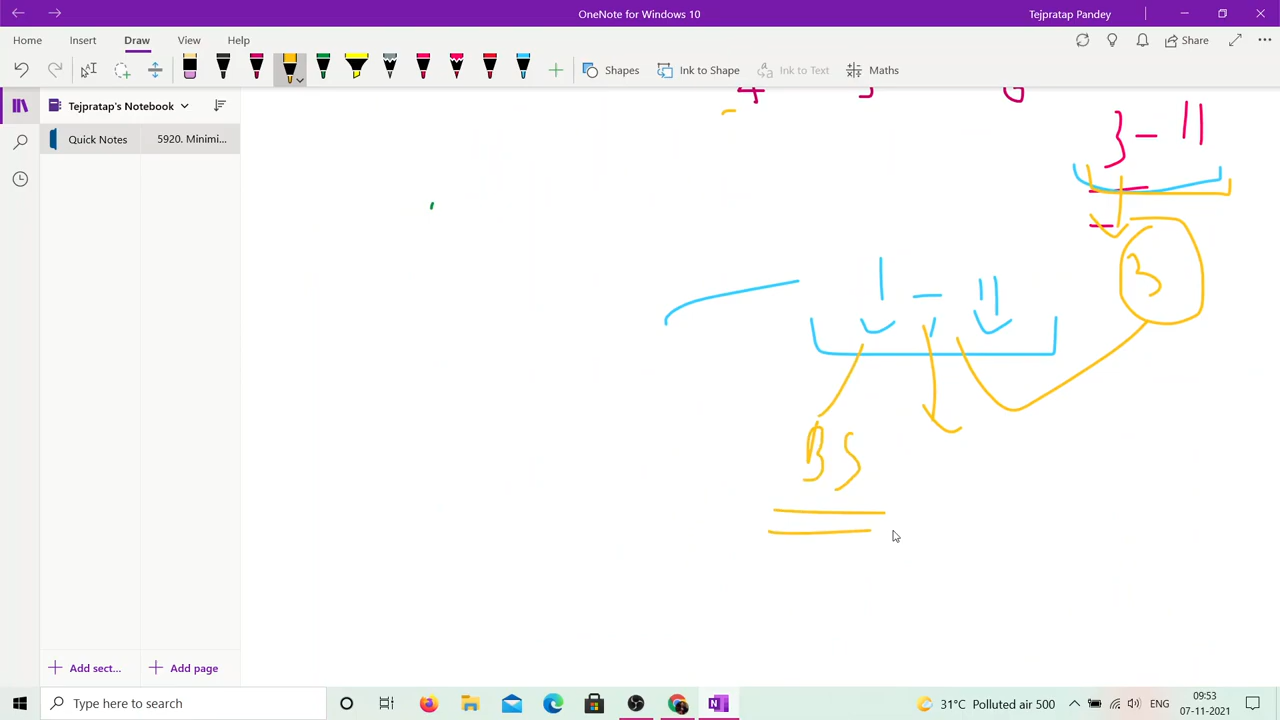 OneNote for Windows 10
Tejpratap Pandey
Home Insert Draw View Help
Share
Shapes
Ink to Shape
Ink to Text
Maths
Tejpratap's Notebook
Quick Notes
5920. Minimi...
3 - 11
3
1 - 11
BS
Add sect...
Add page
Type here to search
31°C Polluted air 500
ENG
09:53
07-11-2021